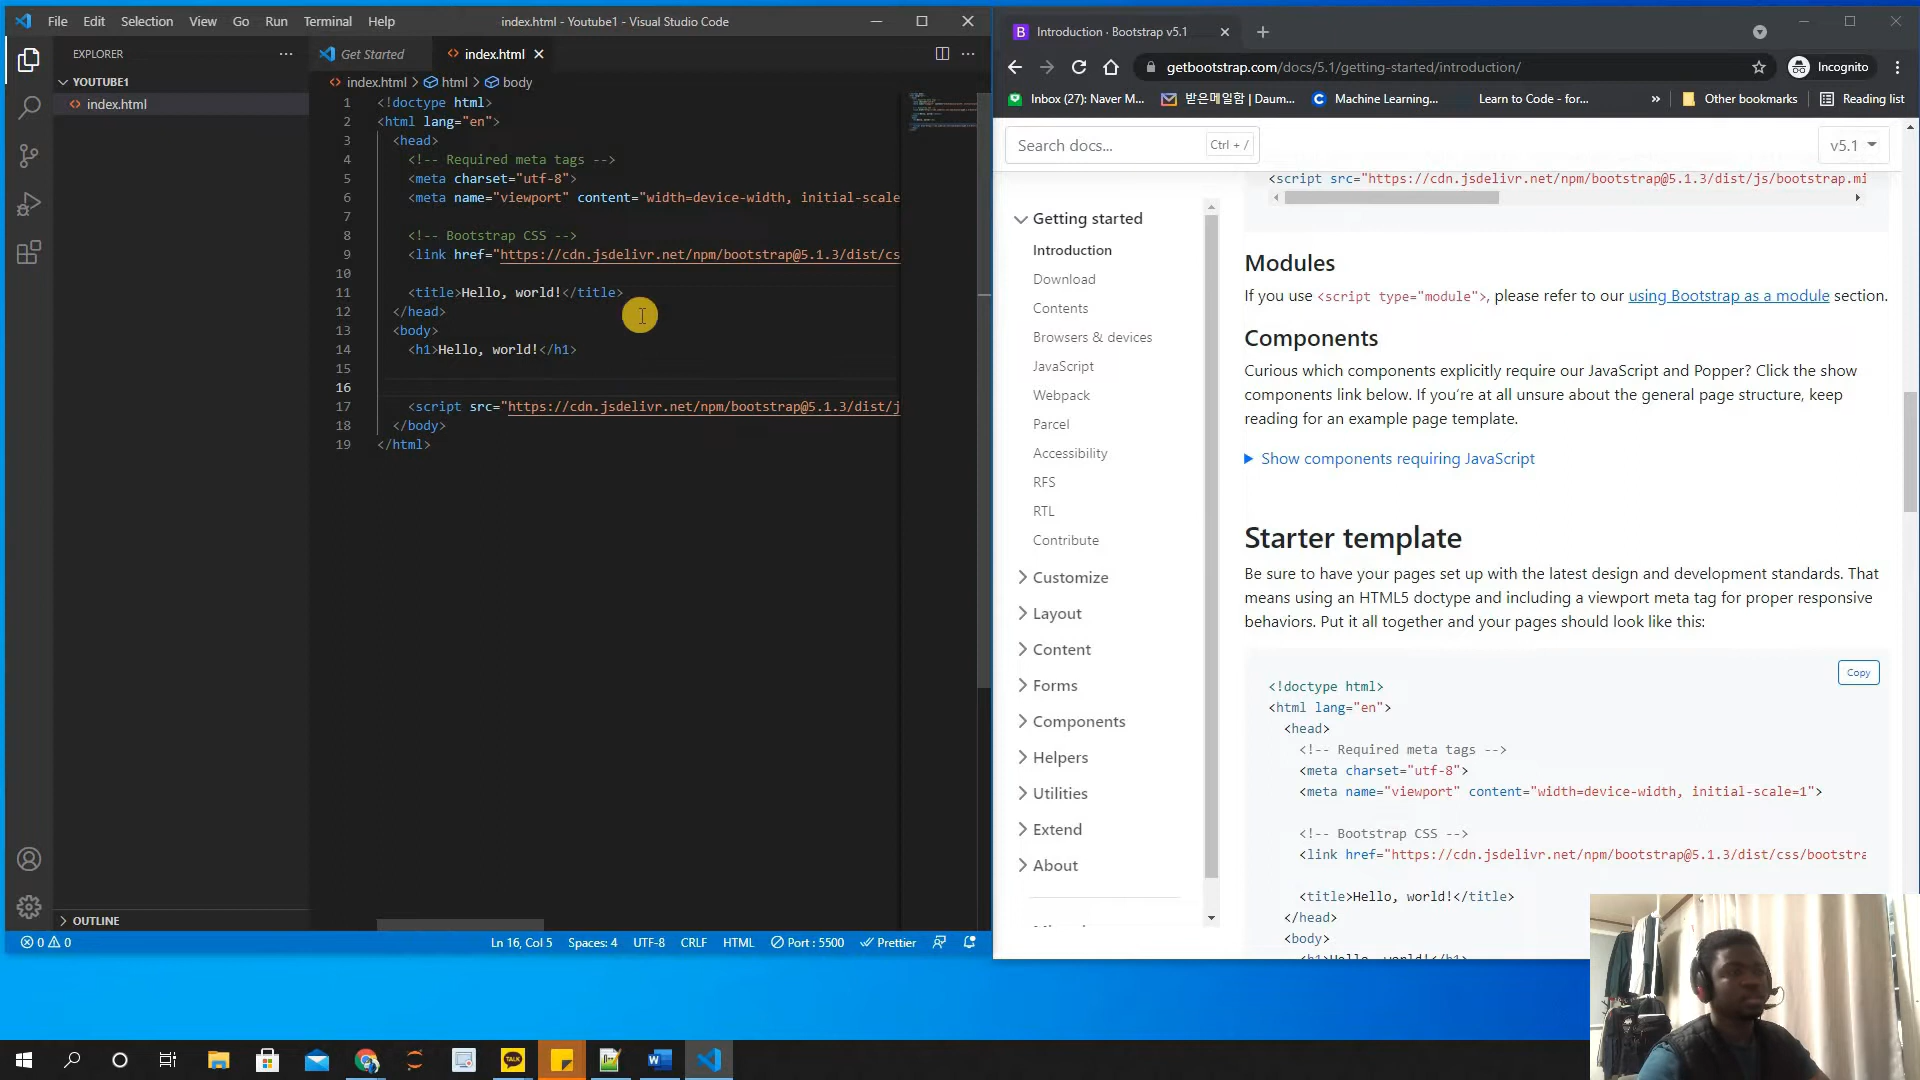 File Edit Selection View Go Run Terminal Help
index.html - Youtube1 - Visual Studio Code
EXPLORER
YOUTUBE1
index.html
OUTLINE
Get Started
index.html
index.html > html > body
1 <!doctype html>
2 <html lang="en">
3 <head>
4 <!-- Required meta tags -->
5 <meta charset="utf-8">
6 <meta name="viewport" content="width=device-width, initial-scale
7
8 <!-- Bootstrap CSS -->
9 <link href="https://cdn.jsdelivr.net/npm/bootstrap@5.1.3/dist/cs
10
11 <title>Hello, world!</title>
12 </head>
13 <body>
14 <h1>Hello, world!</h1>
15
16
17 <script src="https://cdn.jsdelivr.net/npm/bootstrap@5.1.3/dist/j
18 </body>
19 </html>
0 0 Ln 16, Col 5 Spaces: 4 UTF-8 CRLF HTML Port : 5500 Prettier
Introduction · Bootstrap v5.1
getbootstrap.com/docs/5.1/getting-started/introduction/
Incognito
Inbox (27): Naver M... 받은메일함 | Daum... Machine Learning... Learn to Code - for... » Other bookmarks Reading list
Search docs... Ctrl + /
v5.1
Getting started
Introduction
Download
Contents
Browsers & devices
JavaScript
Webpack
Parcel
Accessibility
RFS
RTL
Contribute
Customize
Layout
Content
Forms
Components
Helpers
Utilities
Extend
About
<script src="https://cdn.jsdelivr.net/npm/bootstrap@5.1.3/dist/js/bootstrap.mi
Modules
If you use <script type="module">, please refer to our using Bootstrap as a module section.
Components
Curious which components explicitly require our JavaScript and Popper? Click the show
components link below. If you're at all unsure about the general page structure, keep
reading for an example page template.
Show components requiring JavaScript
Starter template
Be sure to have your pages set up with the latest design and development standards. That
means using an HTML5 doctype and including a viewport meta tag for proper responsive
behaviors. Put it all together and your pages should look like this:
Copy
<!doctype html>
<html lang="en">
<head>
<!-- Required meta tags -->
<meta charset="utf-8">
<meta name="viewport" content="width=device-width, initial-scale=1">
<!-- Bootstrap CSS -->
<link href="https://cdn.jsdelivr.net/npm/bootstrap@5.1.3/dist/css/bootstra
<title>Hello, world!</title>
</head>
<body>
<h1>Hello, world!</h1>
TALK